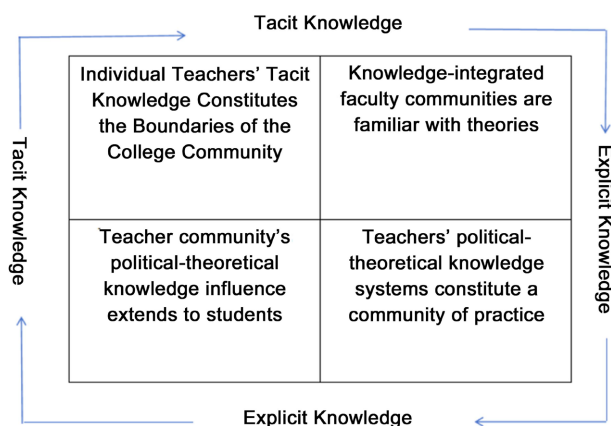 Tacit Knowledge
Individual Teachers’ Tacit
Knowledge Constitutes
the Boundaries of the
College Community
Knowledge-integrated
faculty communities are
familiar with theories
Tacit Knowledge
Explicit Knowledge
Teacher community’s
political-theoretical
knowledge influence
extends to students
Teachers’ political-
theoretical knowledge
systems constitute a
community of practice
Explicit Knowledge